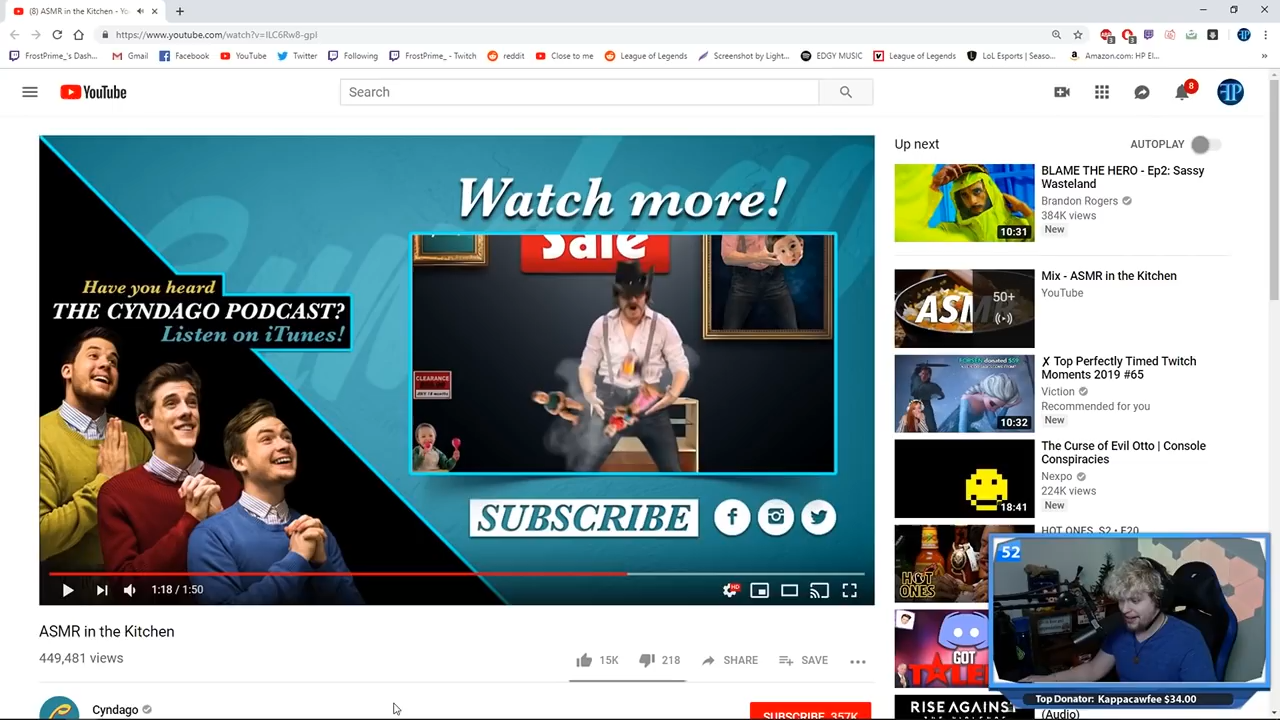 (8) ASMR in the Kitchen - Yo
https://www.youtube.com/watch?v=ILC6Rw8-gpI
FrostPrime_'s Dash...
Gmail
Facebook
YouTube
Twitter
Following
FrostPrime_ - Twitch
reddit
Close to me
League of Legends
Screenshot by Light...
EDGY MUSIC
League of Legends
LoL Esports | Seaso...
Amazon.com: HP El...
»
YouTube
Search
8
FP
Watch more!
Sale
Have you heard
THE CYNDAGO PODCAST?
Listen on iTunes!
CLEARANCE
SUBSCRIBE
1:18 / 1:50
HD
ASMR in the Kitchen
449,481 views
15K
218
SHARE
SAVE
Cyndago
SUBSCRIBE 357K
Up next
AUTOPLAY
BLAME THE HERO - Ep2: Sassy
Wasteland
Brandon Rogers
384K views
New
10:31
Mix - ASMR in the Kitchen
YouTube
ASM
50+
✗ Top Perfectly Timed Twitch
Moments 2019 #65
Viction
Recommended for you
New
10:32
The Curse of Evil Otto | Console
Conspiracies
Nexpo
224K views
New
18:41
HOT ONES, S2 • E20
HOT
ONES
GOT
TALE
RISE AGAINST
(Audio)
52
Top Donator: Kappacawfee $34.00